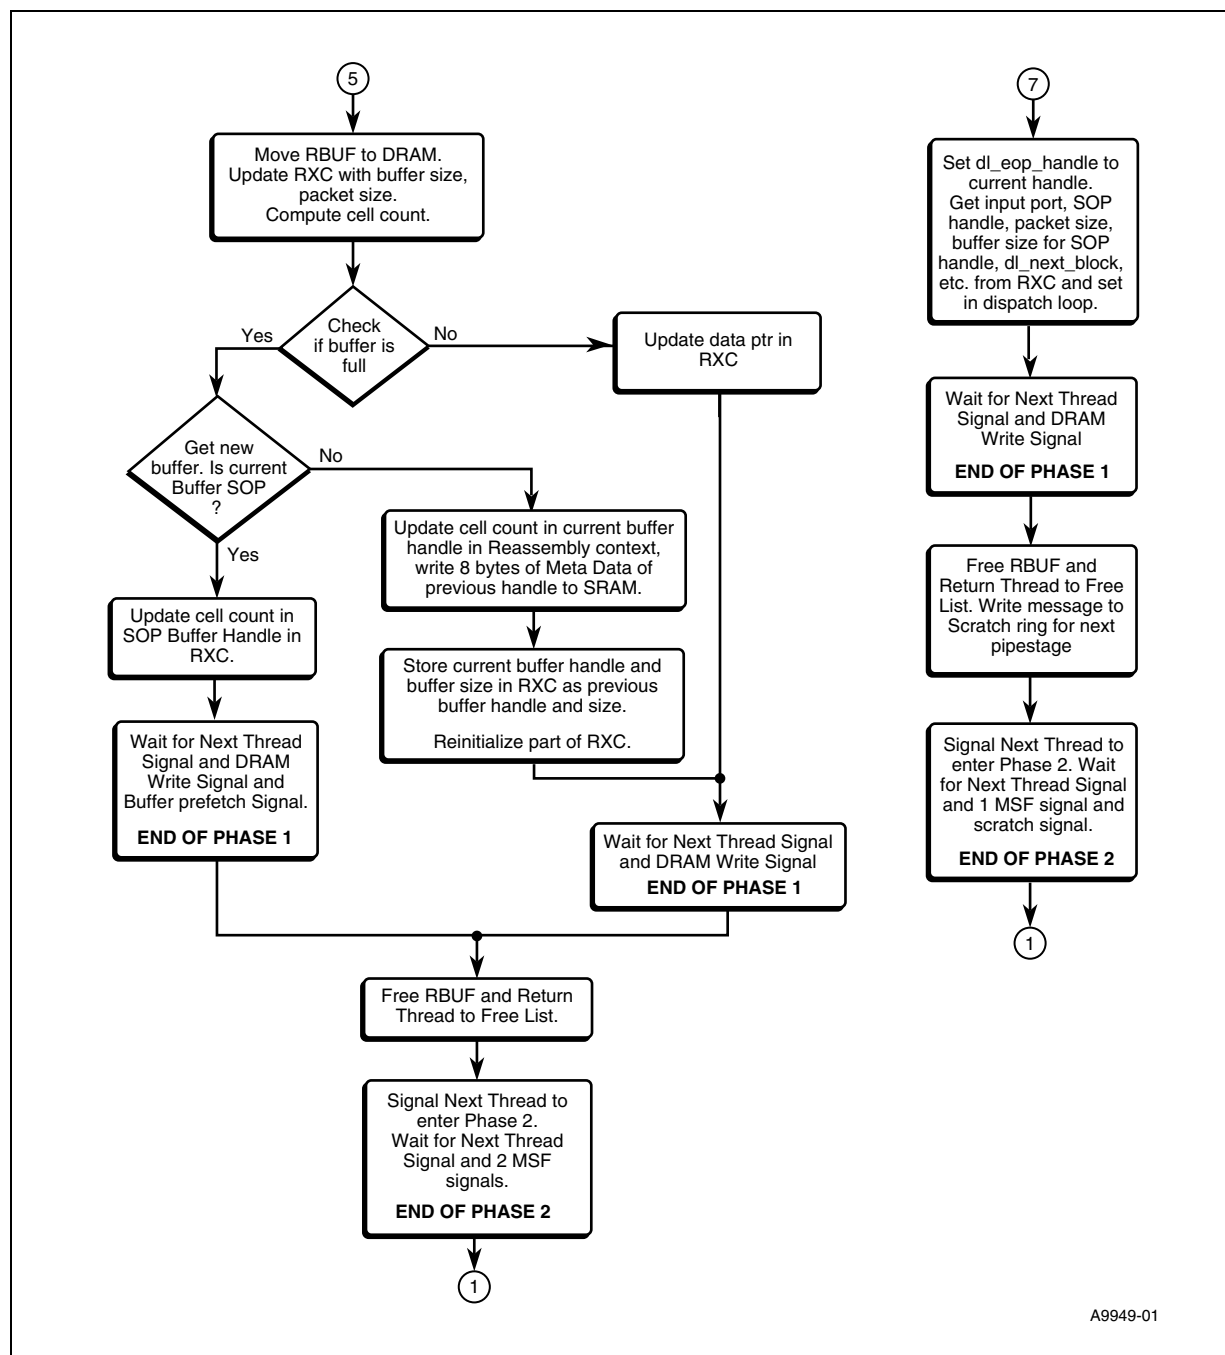 5
Move RBUF to DRAM.
Update RXC with buffer size,
packet size.
Compute cell count.
Check
if buffer is
full
Yes
No
Update data ptr in
RXC
Get new
buffer. Is current
Buffer SOP
?
No
Yes
Update cell count in current buffer
handle in Reassembly context,
write 8 bytes of Meta Data of
previous handle to SRAM.
Update cell count in
SOP Buffer Handle in
RXC.
Store current buffer handle and
buffer size in RXC as previous
buffer handle and size.
Reinitialize part of RXC.
Wait for Next Thread
Signal and DRAM
Write Signal and
Buffer prefetch Signal.
END OF PHASE 1
Wait for Next Thread Signal
and DRAM Write Signal
END OF PHASE 1
Free RBUF and Return
Thread to Free List.
Signal Next Thread to
enter Phase 2.
Wait for Next Thread
Signal and 2 MSF
signals.
END OF PHASE 2
1
7
Set dl_eop_handle to
current handle.
Get input port, SOP
handle, packet size,
buffer size for SOP
handle, dl_next_block,
etc. from RXC and set
in dispatch loop.
Wait for Next Thread
Signal and DRAM
Write Signal
END OF PHASE 1
Free RBUF and
Return Thread to Free
List. Write message to
Scratch ring for next
pipestage
Signal Next Thread to
enter Phase 2. Wait
for Next Thread Signal
and 1 MSF signal and
scratch signal.
END OF PHASE 2
1
A9949-01